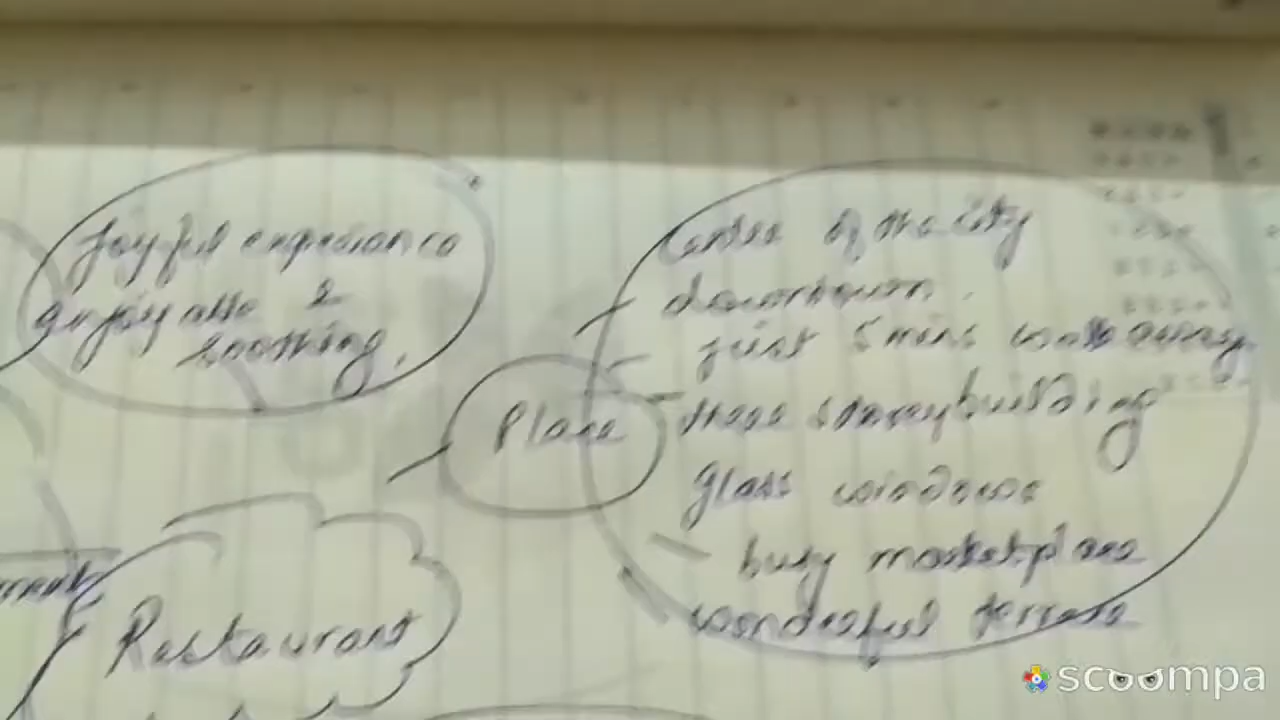 Joyful experience
enjoyable &
soothing.
Place
Center of the city
downtown.
just 5 mins walk away
three storey building
glass windows
busy marketplace
wonderful terrace
Restaurant
scoompa